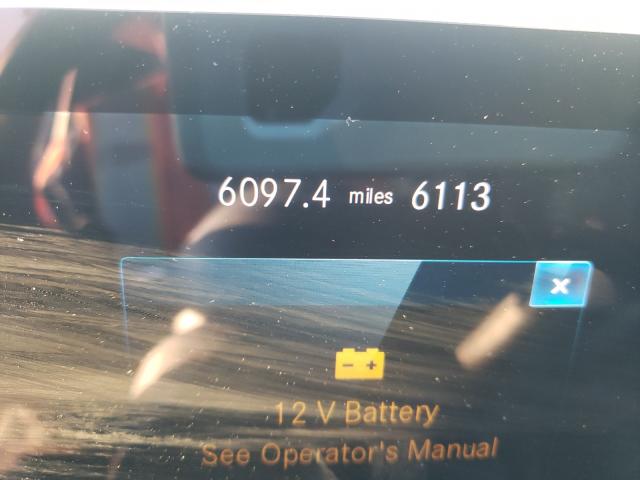 6097.4 miles 6113
12 V Battery
See Operator's Manual